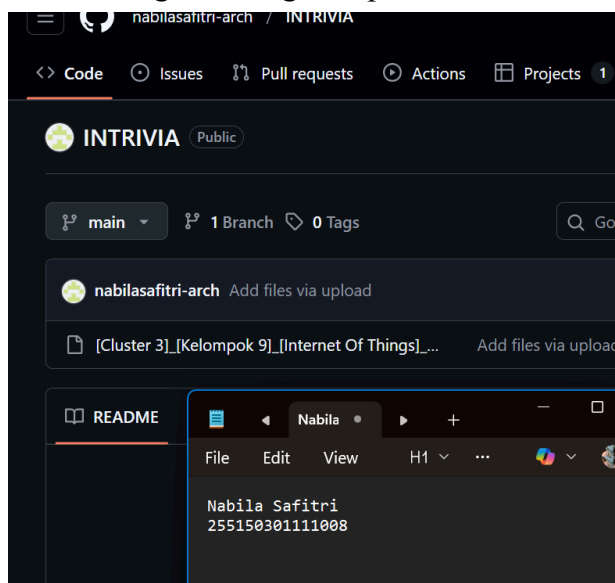 nabilasafitri-arch / INTRIVIA
Code Issues Pull requests Actions Projects 1
INTRIVIA Public
main 1 Branch 0 Tags Go
nabilasafitri-arch Add files via upload
[Cluster 3]_[Kelompok 9]_[Internet Of Things]_... Add files via upload
README
Nabila
File Edit View H1 ...
Nabila Safitri
255150301111008